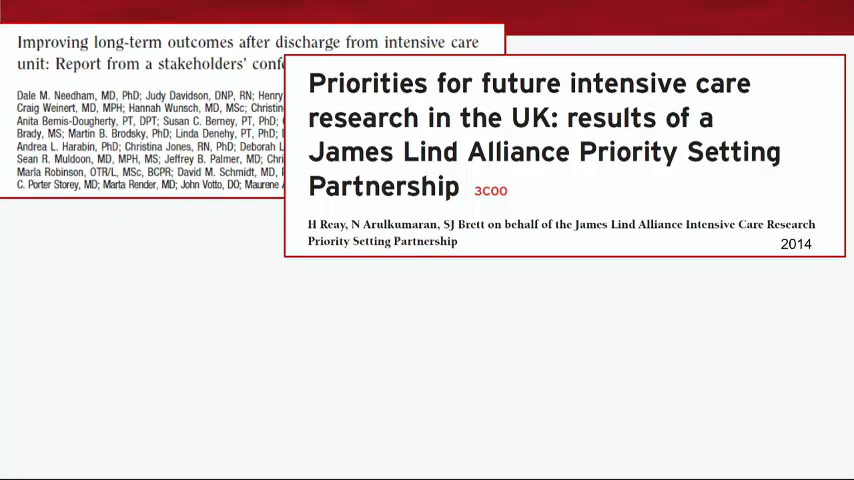 Improving long-term outcomes after discharge from intensive care
unit: Report from a stakeholders'
Dale M. Needham, MD, PhD; Judy Davidson, DNP, RN; Henry
Craig Weinert, MD, MPH; Hannah Wunsch, MD, MSc;
Anita Bemis-Dougherty, PT, DPT; Susan C. Berney, PT, PhD;
Brady, MS; Martin B. Brodsky, PhD; Linda Denehy, PT, PhD;
Andrea L. Harabin, PhD; Christina Jones, RN, PhD; Deborah
Sean R. Muldoon, MD, MPH, MS; Jeffrey B. Palmer, MD;
Marla Robinson, OTR/L, MSc, BCPR; David M. Schmidt, MD,
C. Porter Storey, MD; Marta Render, MD; John Votto, DO; Maurene
Priorities for future intensive care
research in the UK: results of a
James Lind Alliance Priority Setting
Partnership 3COO
H Reay, N Arulkumaran, SJ Brett on behalf of the James Lind Alliance Intensive Care Research
Priority Setting Partnership
2014